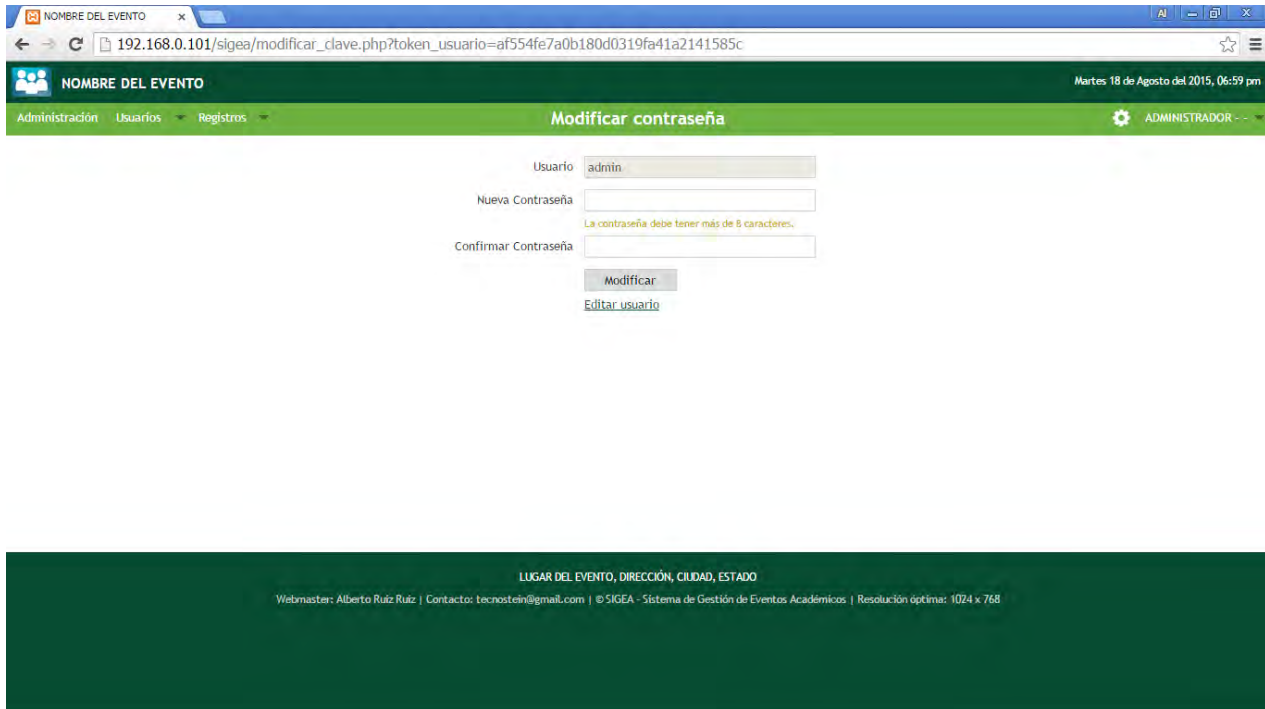 NOMBRE DEL EVENTO
Al
192.168.0.101/sigea/modificar_clave.php?token_usuario=af554fe7a0b180d0319fa41a2141585c
NOMBRE DEL EVENTO
Martes 18 de Agosto del 2015, 06:59 pm
Administración Usuarios Registros Modificar contraseña ADMINISTRADOR - -
Usuario admin
Nueva Contraseña
La contraseña debe tener más de 8 caracteres.
Confirmar Contraseña
Modificar
Editar usuario
LUGAR DEL EVENTO, DIRECCIÓN, CIUDAD, ESTADO
Webmaster: Alberto Ruiz Ruiz | Contacto: tecnostein@gmail.com | © SIGEA - Sistema de Gestión de Eventos Académicos | Resolución óptima: 1024 x 768